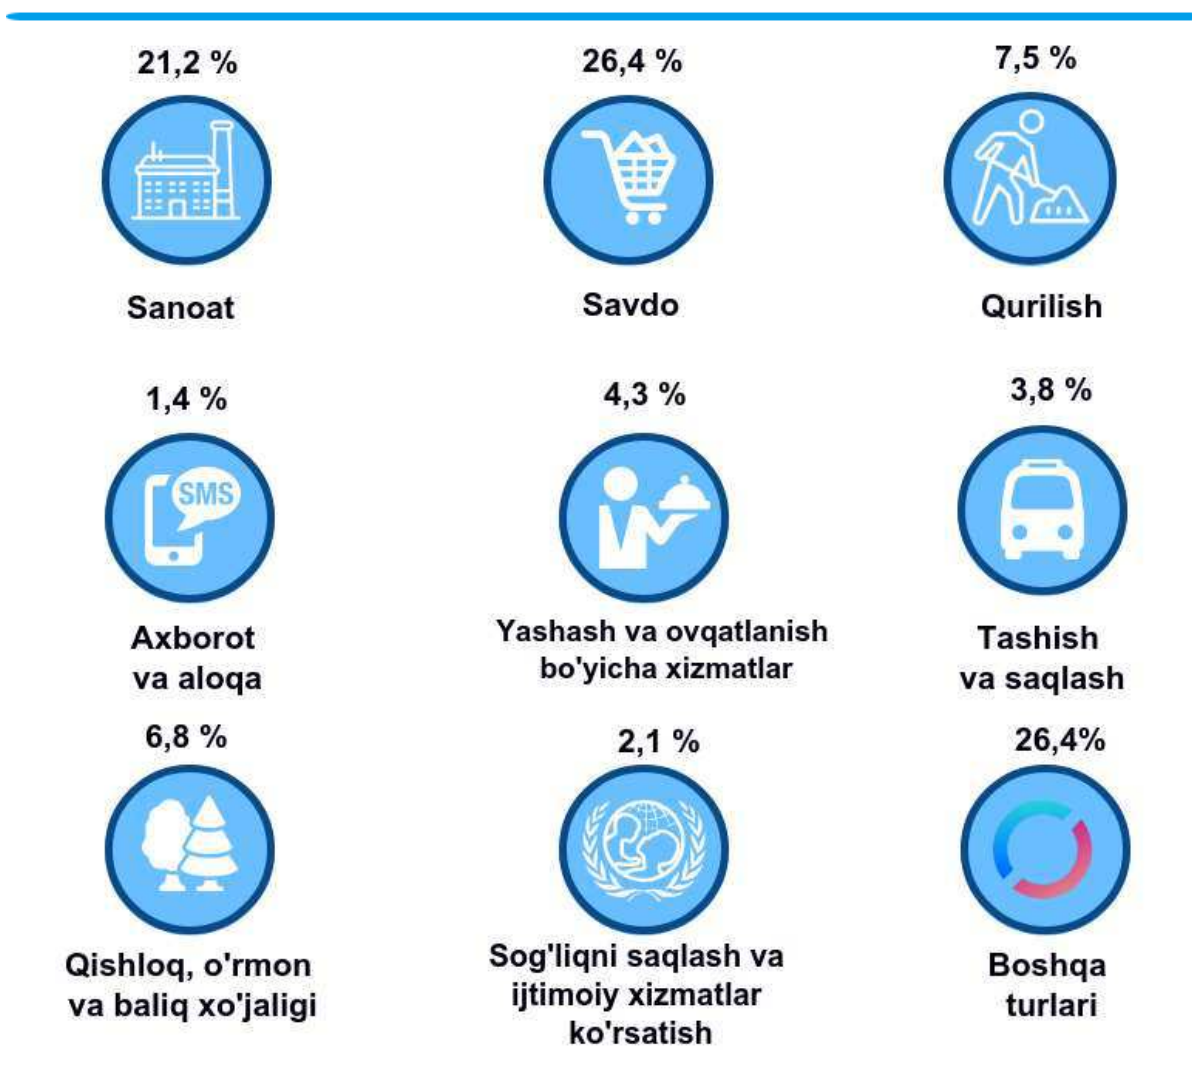 21,2 %
26,4 %
7,5 %
Sanoat
Savdo
Qurilish
1,4 %
4,3 %
3,8 %
SMS
Axborot
va aloqa
Yashash va ovqatlanish
bo'yicha xizmatlar
Tashish
va saqlash
6,8 %
2,1 %
26,4%
Qishloq, o'rmon
va baliq xo'jaligi
Sog'liqni saqlash va
ijtimoiy xizmatlar
ko'rsatish
Boshqa
turlari